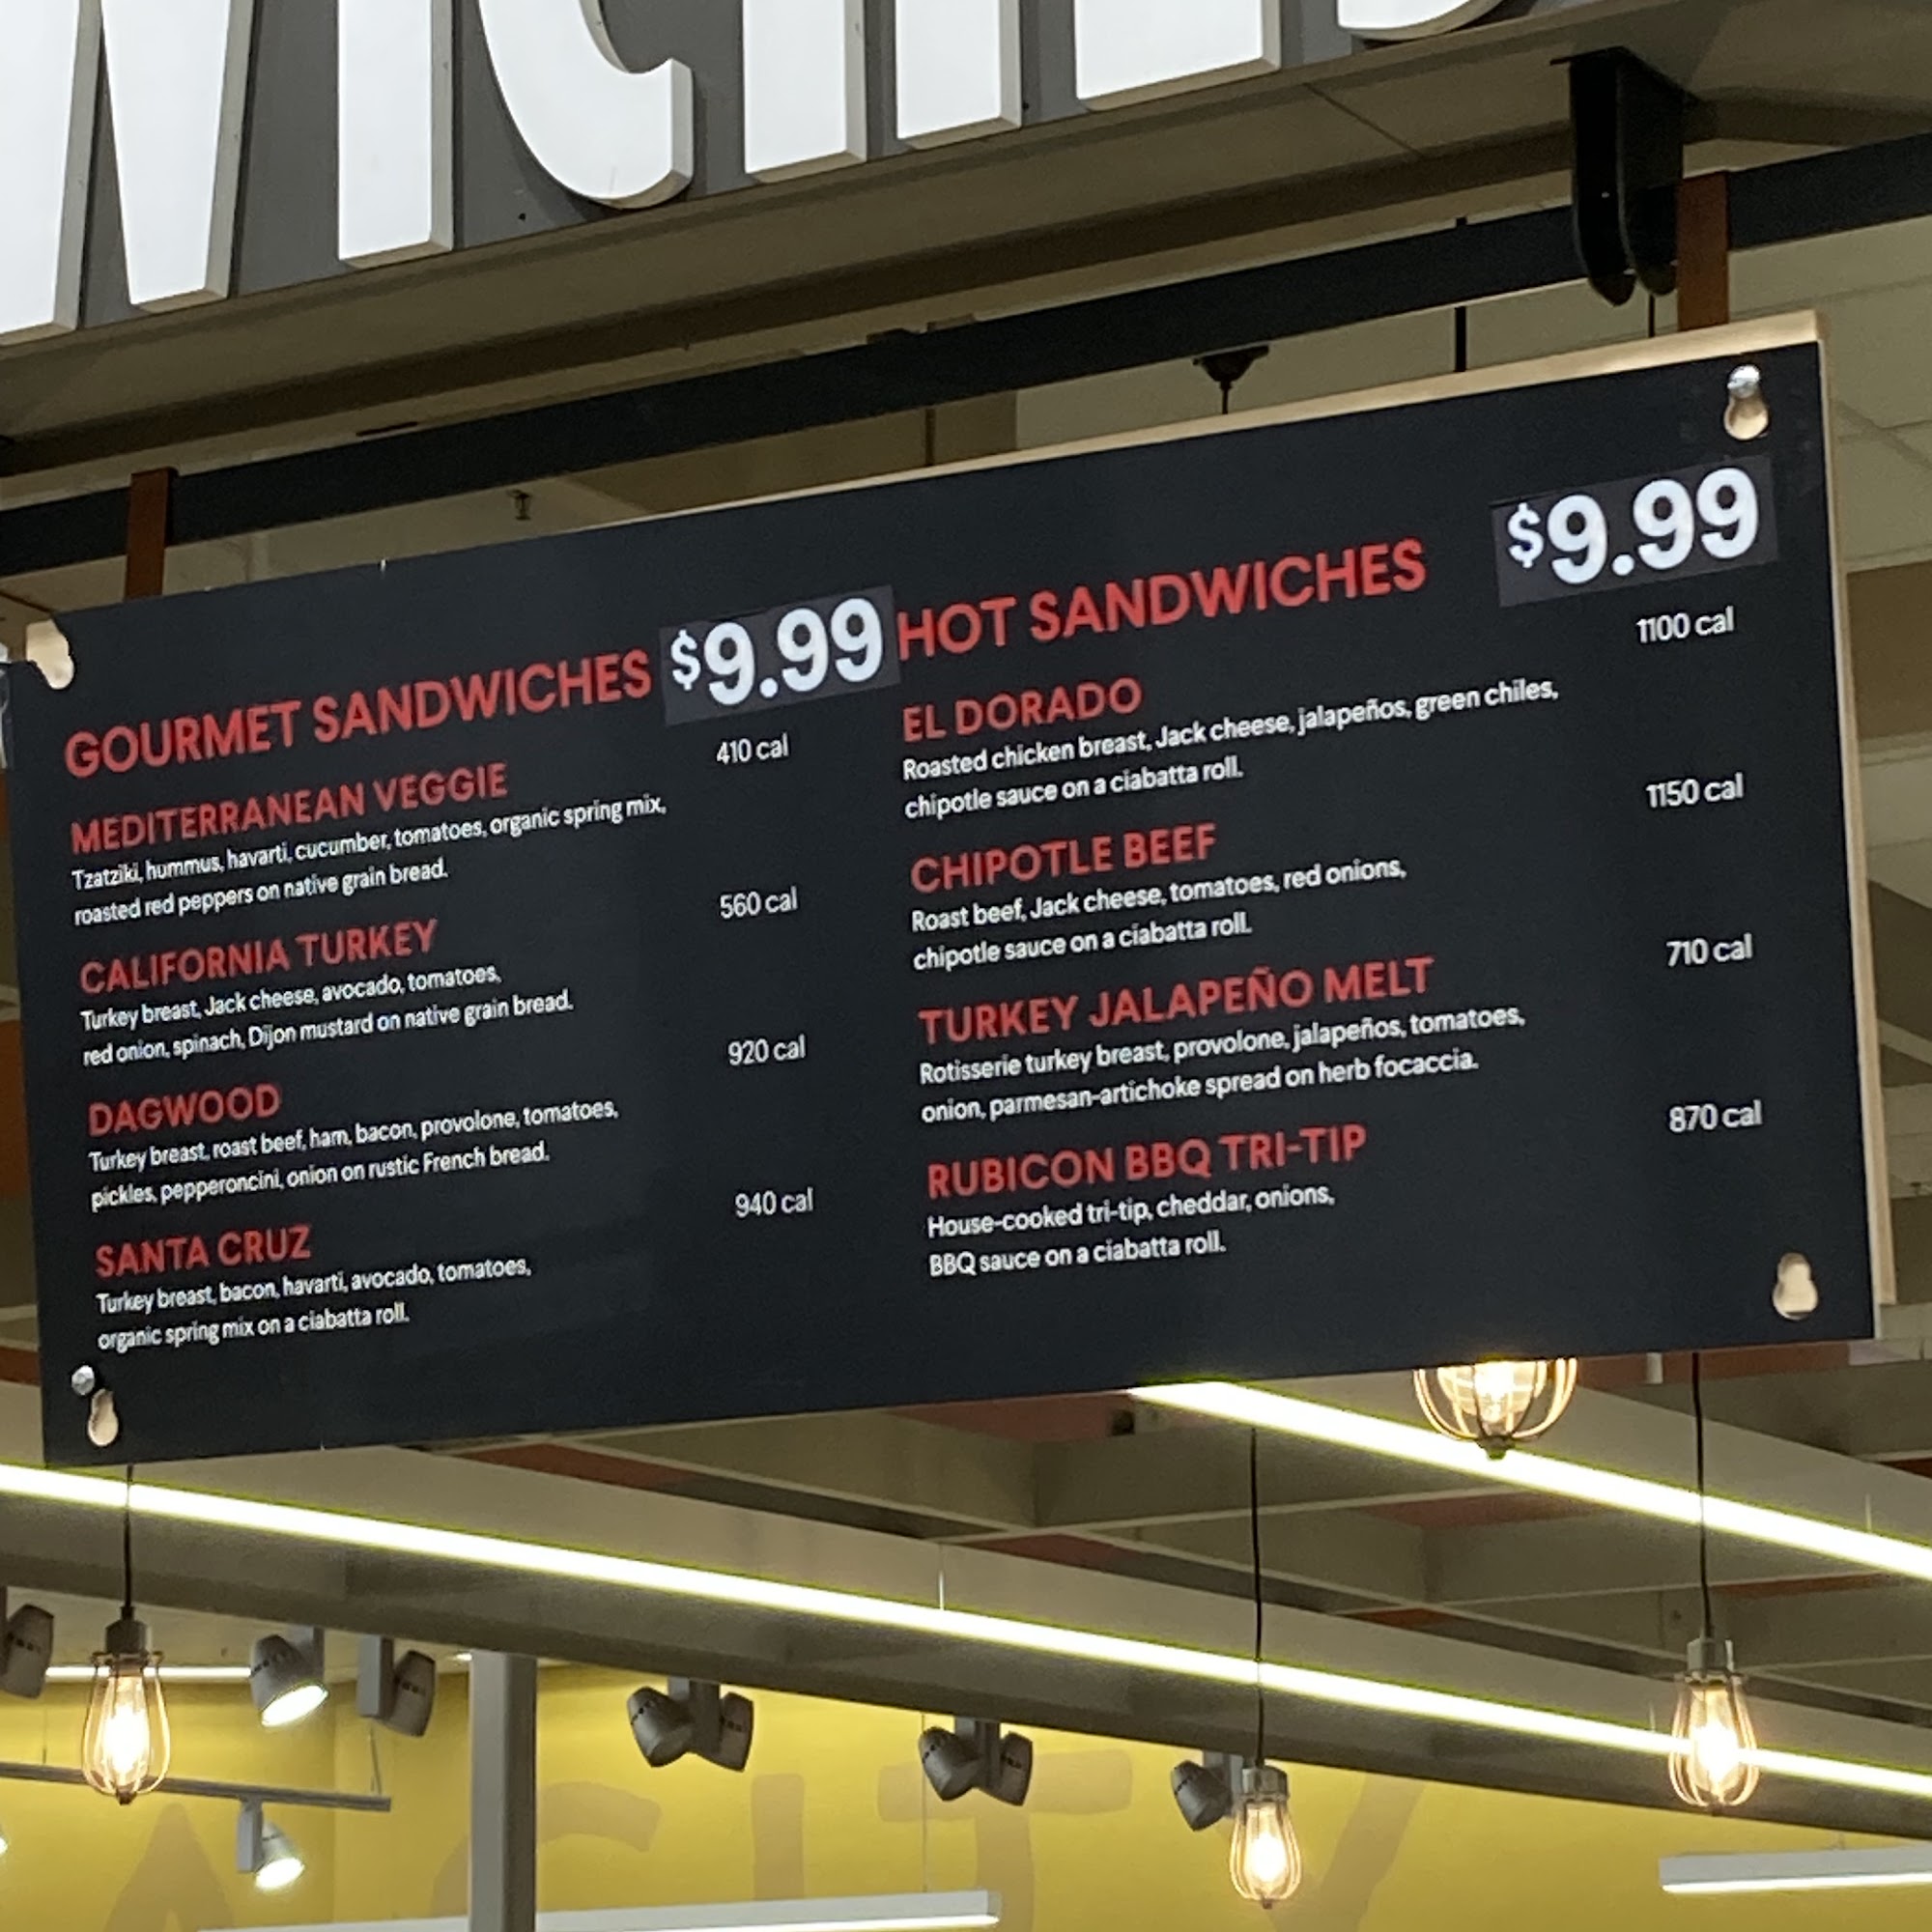 WICHES
GOURMET SANDWICHES $9.99
MEDITERRANEAN VEGGIE 410 cal
Tzatziki, hummus, havarti, cucumber, tomatoes, organic spring mix,
roasted red peppers on native grain bread.
CALIFORNIA TURKEY 560 cal
Turkey breast, Jack cheese, avocado, tomatoes,
red onion, spinach, Dijon mustard on native grain bread.
DAGWOOD 920 cal
Turkey breast, roast beef, ham, bacon, provolone, tomatoes,
pickles, pepperoncini, onion on rustic French bread.
SANTA CRUZ 940 cal
Turkey breast, bacon, havarti, avocado, tomatoes,
organic spring mix on a ciabatta roll.
HOT SANDWICHES $9.99
EL DORADO 1100 cal
Roasted chicken breast, Jack cheese, jalapeños, green chiles,
chipotle sauce on a ciabatta roll.
CHIPOTLE BEEF 1150 cal
Roast beef, Jack cheese, tomatoes, red onions,
chipotle sauce on a ciabatta roll.
TURKEY JALAPEÑO MELT 710 cal
Rotisserie turkey breast, provolone, jalapeños, tomatoes,
onion, parmesan-artichoke spread on herb focaccia.
RUBICON BBQ TRI-TIP 870 cal
House-cooked tri-tip, cheddar, onions,
BBQ sauce on a ciabatta roll.